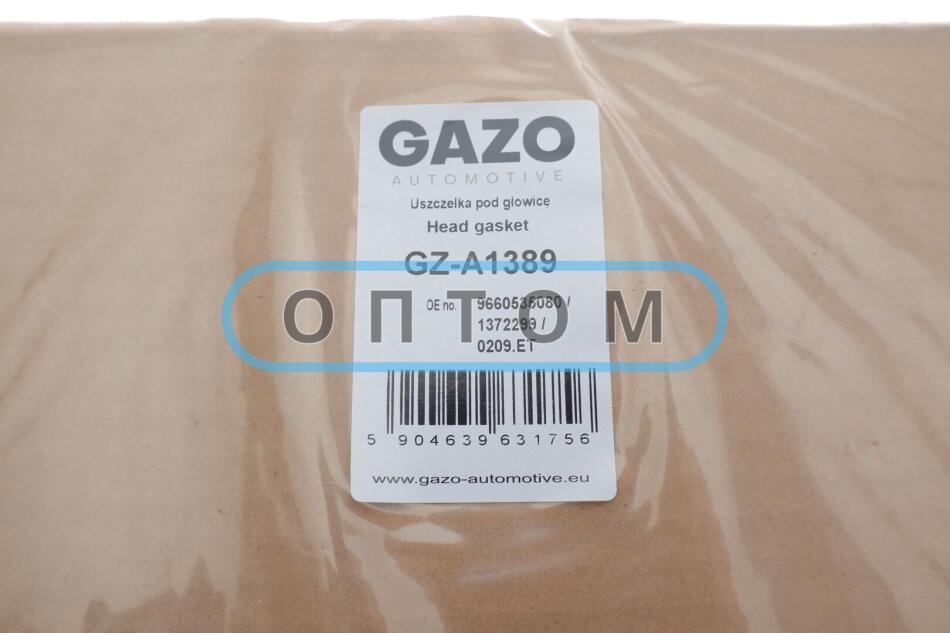 GAZO
AUTOMOTIVE
Uszczelka pod głowicę
Head gasket
GZ-A1389
ОПТОМ
OE no. 9660538080 /
1372299 /
0209.ET
5 904639 631756
www.gazo-automotive.eu